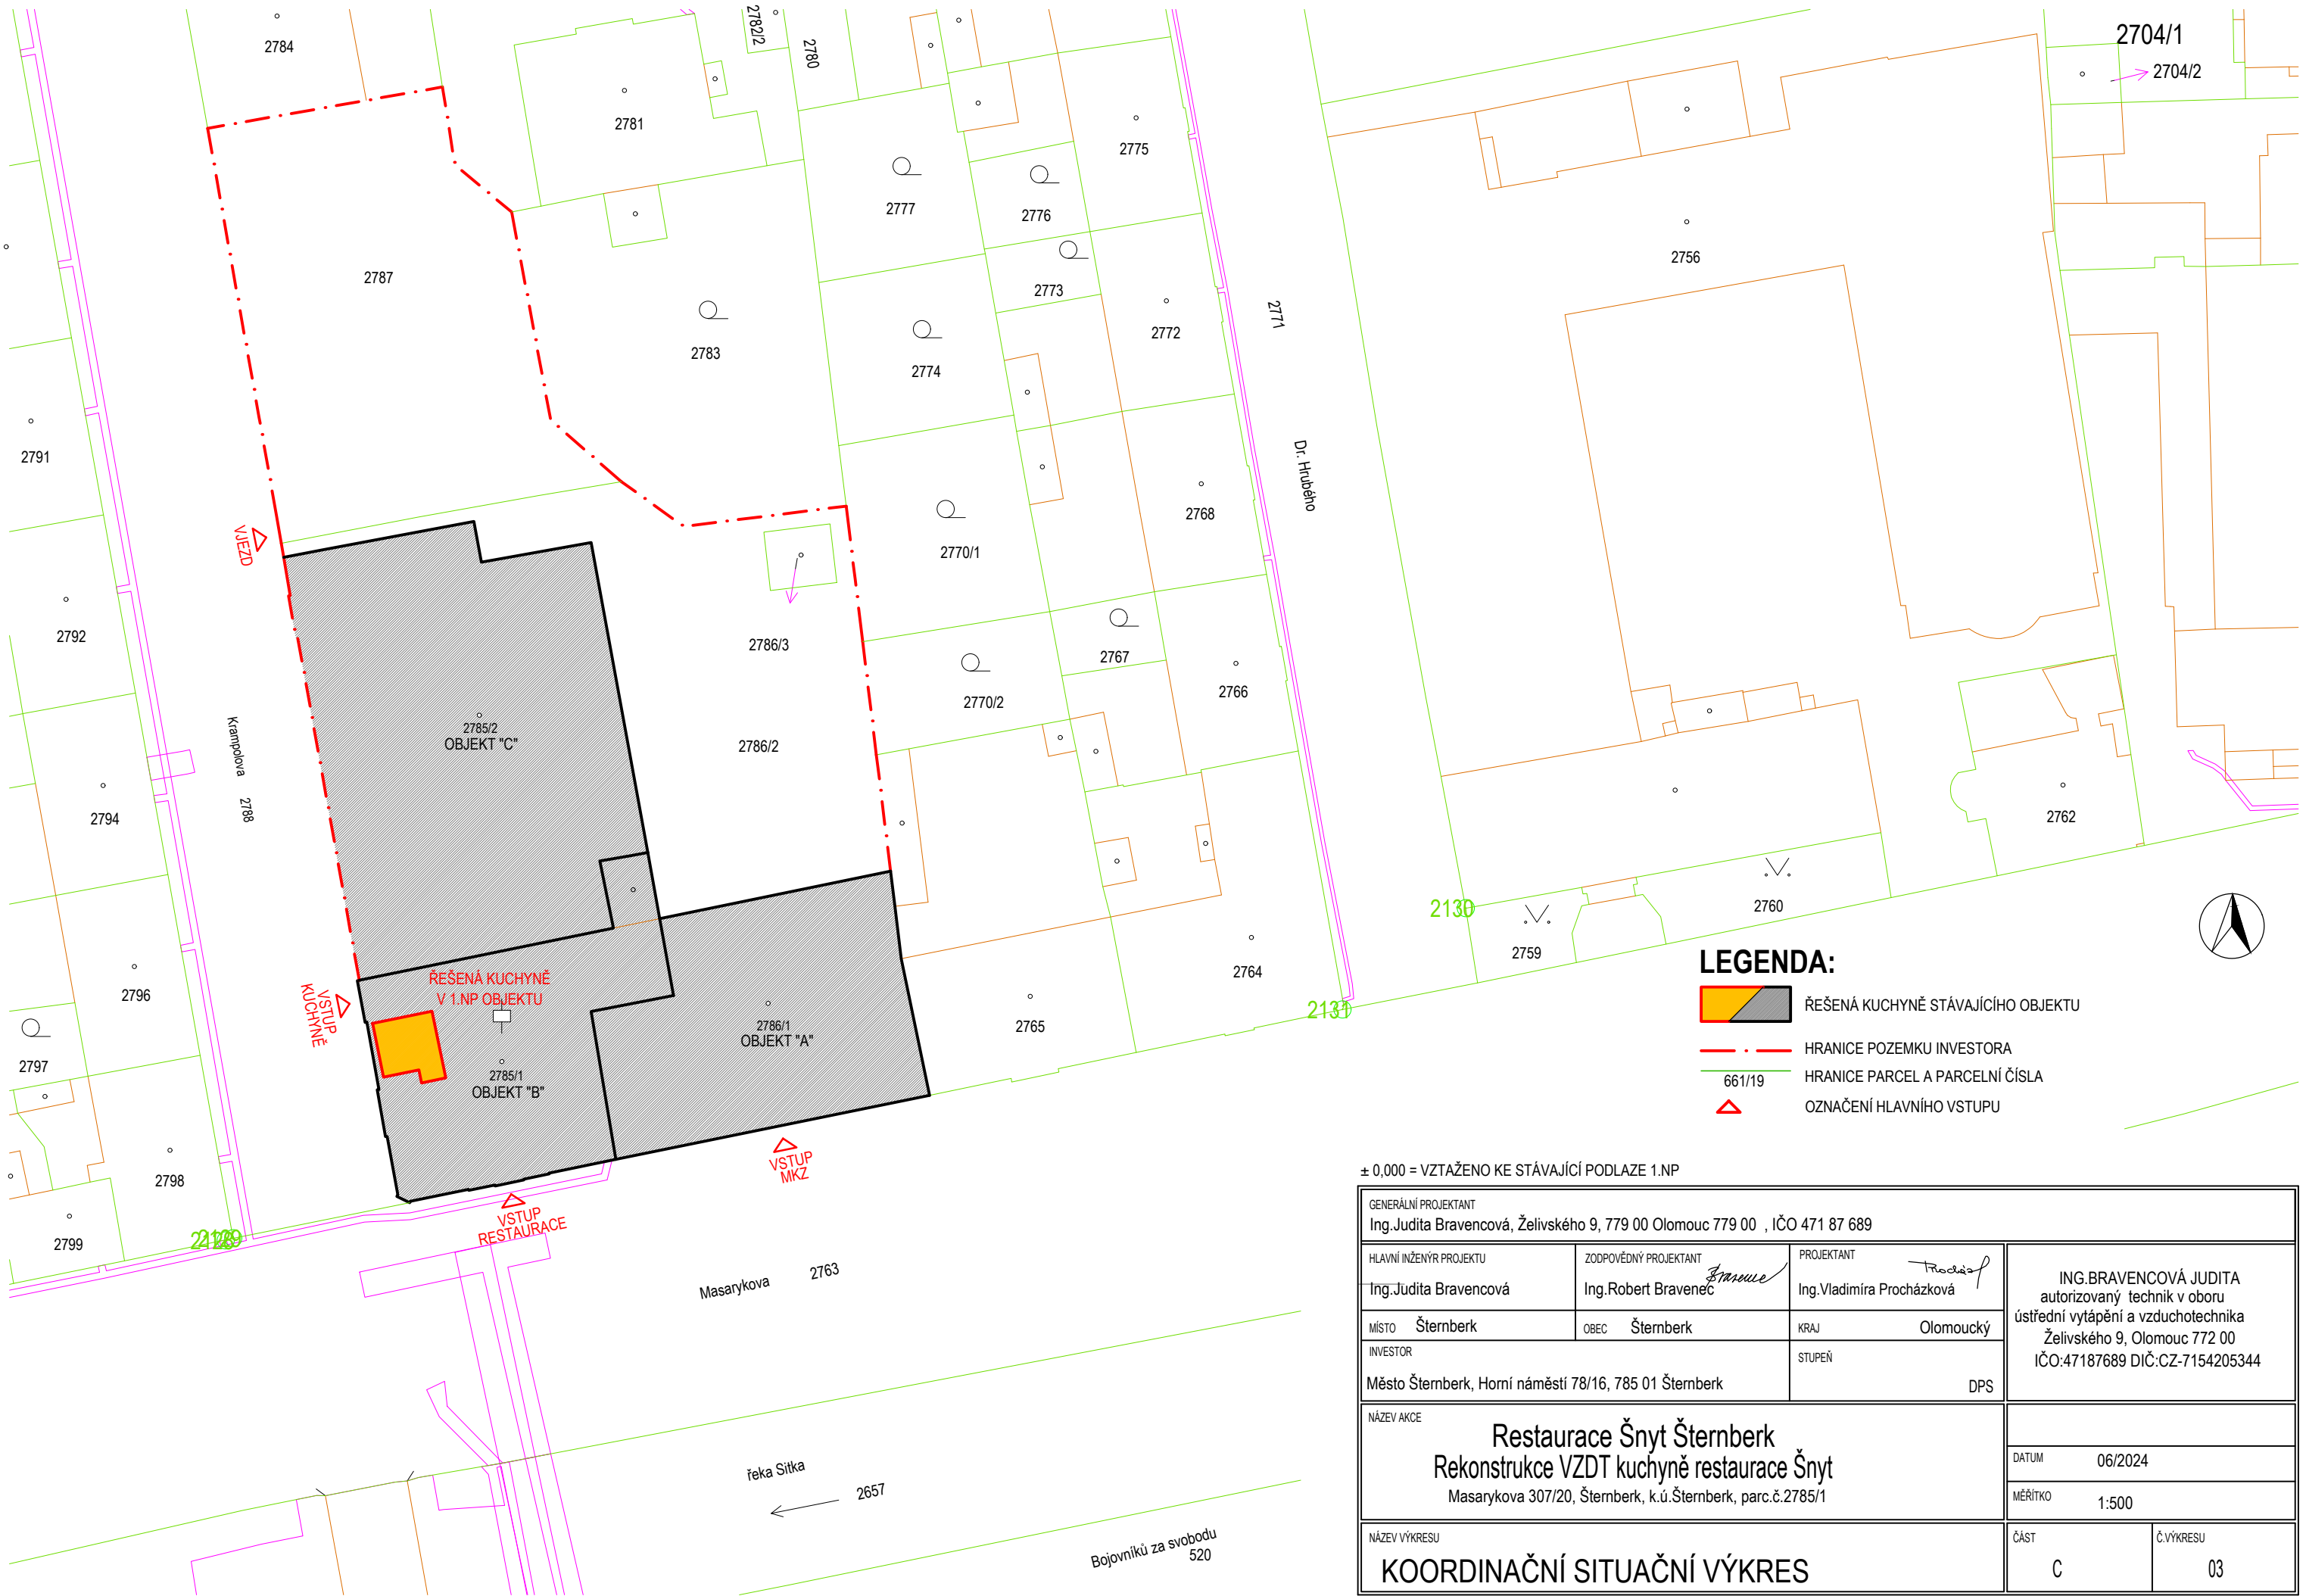 2784
2782/2
2780
2704/1
2704/2
2781
2775
2777
2776
2756
2787
2773
2771
2783
2772
2774
Dr. Hrubého
2791
2768
VJEZD
2770/1
2792
2786/3
2767
2770/2
2766
2785/2
OBJEKT "C"
2786/2
Krampolova 2788
2794
2762
2130
2760
2759
2796
ŘEŠENÁ KUCHYNĚ
V 1.NP OBJEKTU
VSTUP
KUCHYNĚ
2764
2131
2765
2786/1
OBJEKT "A"
2797
2785/1
OBJEKT "B"
VSTUP
MKZ
2798
VSTUP
RESTAURACE
2799
Masarykova 2763
řeka Sitka
2657
Bojovníků za svobodu
520
LEGENDA:
ŘEŠENÁ KUCHYNĚ STÁVAJÍCÍHO OBJEKTU
HRANICE POZEMKU INVESTORA
661/19 HRANICE PARCEL A PARCELNÍ ČÍSLA
OZNAČENÍ HLAVNÍHO VSTUPU
± 0,000 = VZTAŽENO KE STÁVAJÍCÍ PODLAZE 1.NP
GENERÁLNÍ PROJEKTANT
Ing.Judita Bravencová, Želivského 9, 779 00 Olomouc 779 00 , IČO 471 87 689
HLAVNÍ INŽENÝR PROJEKTU
Ing.Judita Bravencová
ZODPOVĚDNÝ PROJEKTANT
Ing.Robert Bravenec
PROJEKTANT
Ing.Vladimíra Procházková
MÍSTO Šternberk
OBEC Šternberk
KRAJ Olomoucký
INVESTOR
Město Šternberk, Horní náměstí 78/16, 785 01 Šternberk
STUPEŇ
DPS
ING.BRAVENCOVÁ JUDITA
autorizovaný technik v oboru
ústřední vytápění a vzduchotechnika
Želivského 9, Olomouc 772 00
IČO:47187689 DIČ:CZ-7154205344
NÁZEV AKCE
Restaurace Šnyt Šternberk
Rekonstrukce VZDT kuchyně restaurace Šnyt
Masarykova 307/20, Šternberk, k.ú.Šternberk, parc.č.2785/1
DATUM 06/2024
MĚŘÍTKO 1:500
NÁZEV VÝKRESU
KOORDINAČNÍ SITUAČNÍ VÝKRES
ČÁST
C
Č.VÝKRESU
03